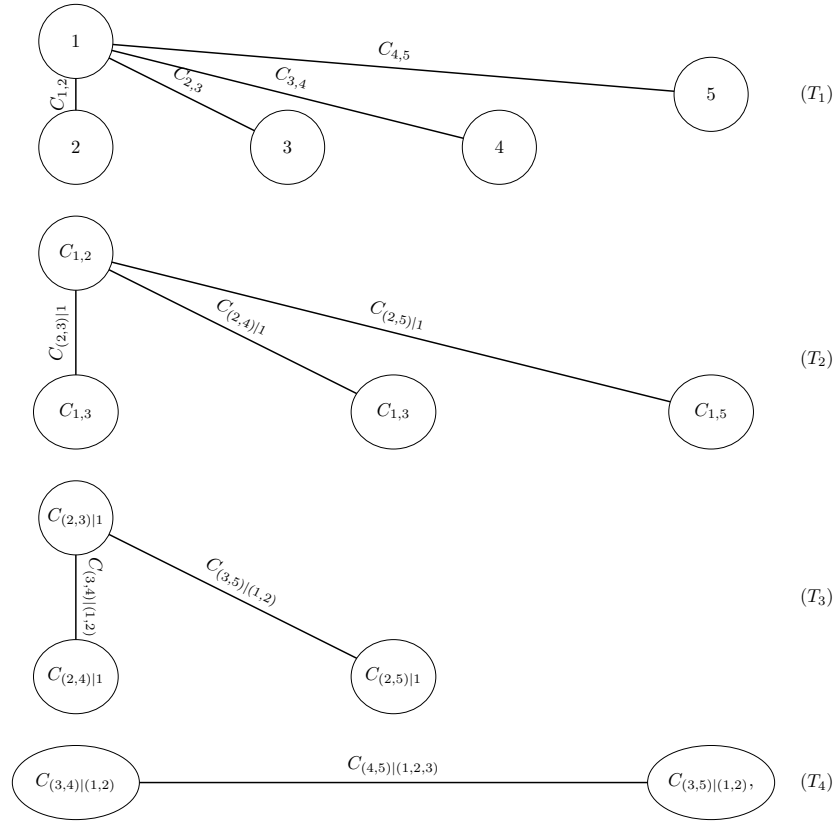 1
C_{4,5}
C_{3,4}
C_{2,3}
C_{1,2}
5
(T_1)
2
3
4
C_{1,2}
C_{(2,3)|1}
C_{(2,4)|1}
C_{(2,5)|1}
(T_2)
C_{1,3}
C_{1,3}
C_{1,5}
C_{(2,3)|1}
C_{(3,4)|(1,2)}
C_{(3,5)|(1,2)}
(T_3)
C_{(2,4)|1}
C_{(2,5)|1}
C_{(3,4)|(1,2)}
C_{(4,5)|(1,2,3)}
C_{(3,5)|(1,2)},
(T_4)